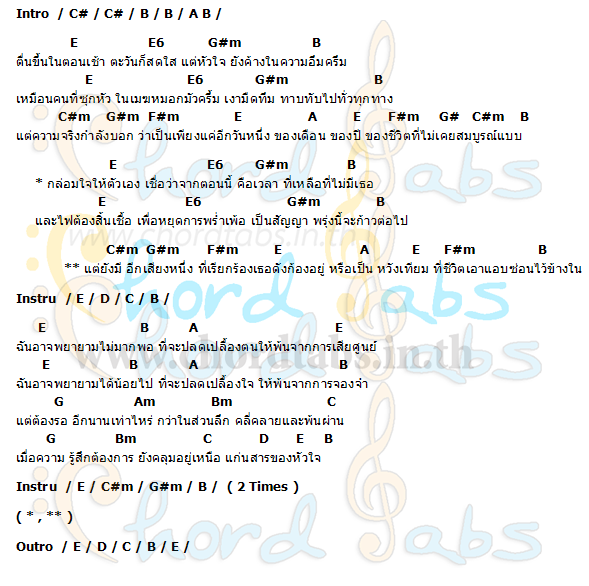 Intro / C# / C# / B / B / A B /
E E6 G#m B
ตื่นขึ้นในตอนเช้า ตะวันก็สดใส แต่หัวใจ ยังค้างในความอึมครึม
E E6 G#m B
เหมือนคนที่ซุกหัว ในเมฆหมอกมัวครึ้ม เงามืดทึม ทาบทับไปทั่วทุกทาง
C#m G#m F#m E A E F#m G# C#m B
แต่ความจริงกำลังบอก ว่าเป็นเพียงแค่อีกวันหนึ่ง ของเดือน ของปี ของชีวิตที่ไม่เคยสมบูรณ์แบบ
E E6 G#m B
* กล่อมใจให้ตัวเอง เชื่อว่าจากตอนนี้ คือเวลา ที่เหลือที่ไม่มีเธอ
E E6 G#m B
และไฟต้องสิ้นเชื้อ เพื่อหยุดการพร่ำเพ้อ เป็นสัญญา พรุ่งนี้จะก้าวต่อไป
C#m G#m F#m E A E F#m B
** แต่ยังมี อีกเสียงหนึ่ง ที่เรียกร้องเธอดังก้องอยู่ หรือเป็น หวังเทียม ที่ชีวิตเอาแอบซ่อนไว้ข้างใน
Instru / E / D / C / B /
E B A E
ฉันอาจพยายามไม่มากพอ ที่จะปลดเปลื้องตนให้พ้นจากการเสียศูนย์
E B A B
ฉันอาจพยายามได้น้อยไป ที่จะปลดเปลื้องใจ ให้พ้นจากการจองจำ
G Am Bm C
แต่ต้องรอ อีกนานเท่าไหร่ กว่าในส่วนลึก คลี่คลายและพ้นผ่าน
G Bm C D E B
เมื่อความ รู้สึกต้องการ ยังคลุมอยู่เหนือ แก่นสารของหัวใจ
Instru / E / C#m / G#m / B / ( 2 Times )
( * , ** )
Outro / E / D / C / B / E /
chord tabs
www.chordtabs.in.th
chord tabs
www.chordtabs.in.th
chord tabs